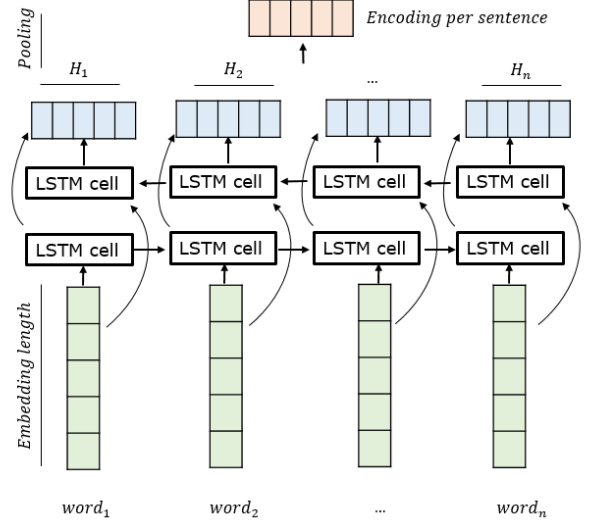 Pooling
Encoding per sentence
H₁
H₂
...
Hₙ
LSTM cell
LSTM cell
LSTM cell
LSTM cell
LSTM cell
LSTM cell
LSTM cell
LSTM cell
Embedding length
word₁
word₂
...
wordₙ